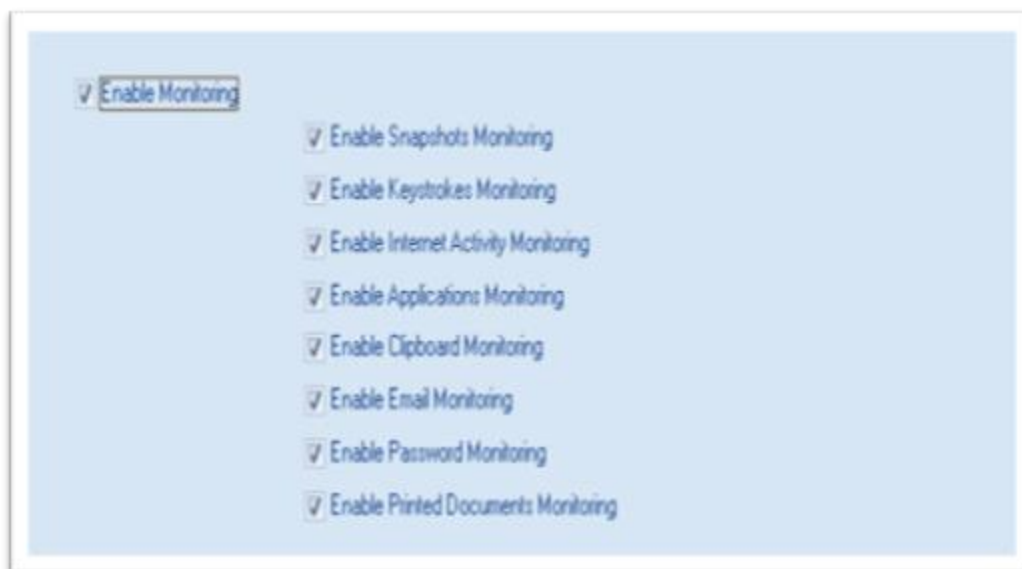 Enable Monitoring
Enable Snapshots Monitoring
Enable Keystrokes Monitoring
Enable Internet Activity Monitoring
Enable Applications Monitoring
Enable Clipboard Monitoring
Enable Email Monitoring
Enable Password Monitoring
Enable Printed Documents Monitoring